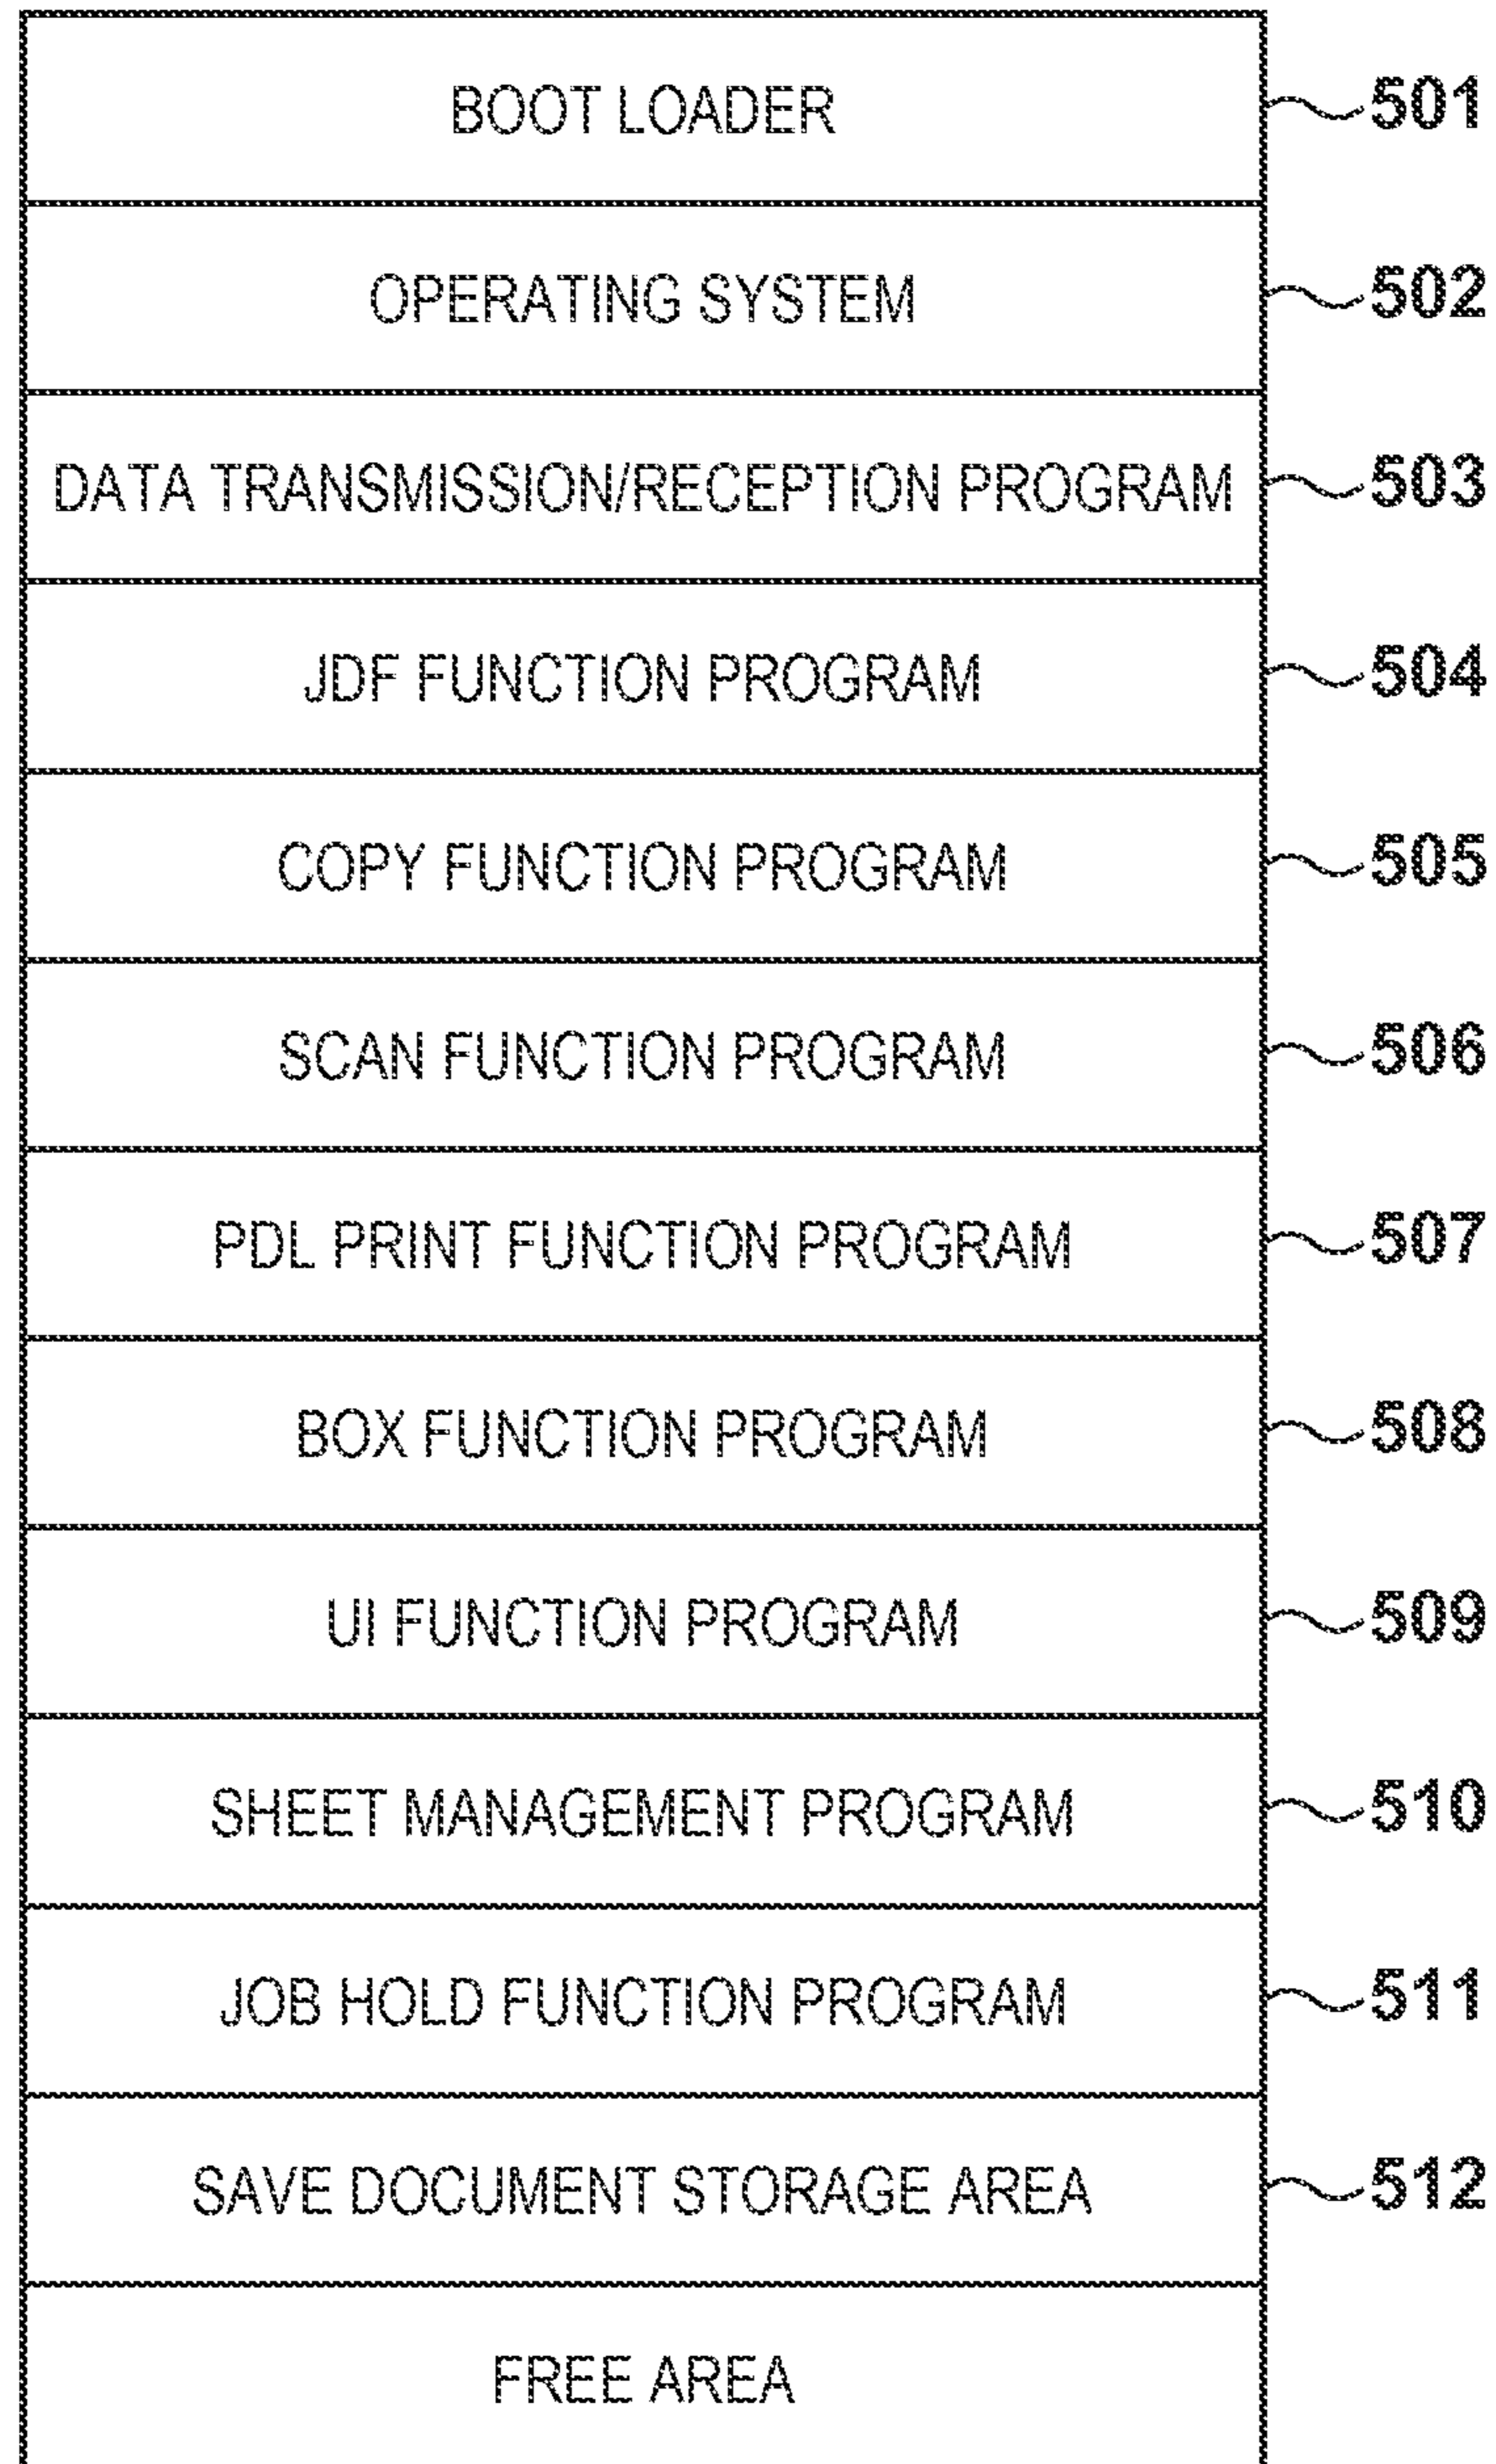 BOOT LOADER 501
OPERATING SYSTEM 502
DATA TRANSMISSION/RECEPTION PROGRAM 503
JDF FUNCTION PROGRAM 504
COPY FUNCTION PROGRAM 505
SCAN FUNCTION PROGRAM 506
PDL PRINT FUNCTION PROGRAM 507
BOX FUNCTION PROGRAM 508
UI FUNCTION PROGRAM 509
SHEET MANAGEMENT PROGRAM 510
JOB HOLD FUNCTION PROGRAM 511
SAVE DOCUMENT STORAGE AREA 512
FREE AREA